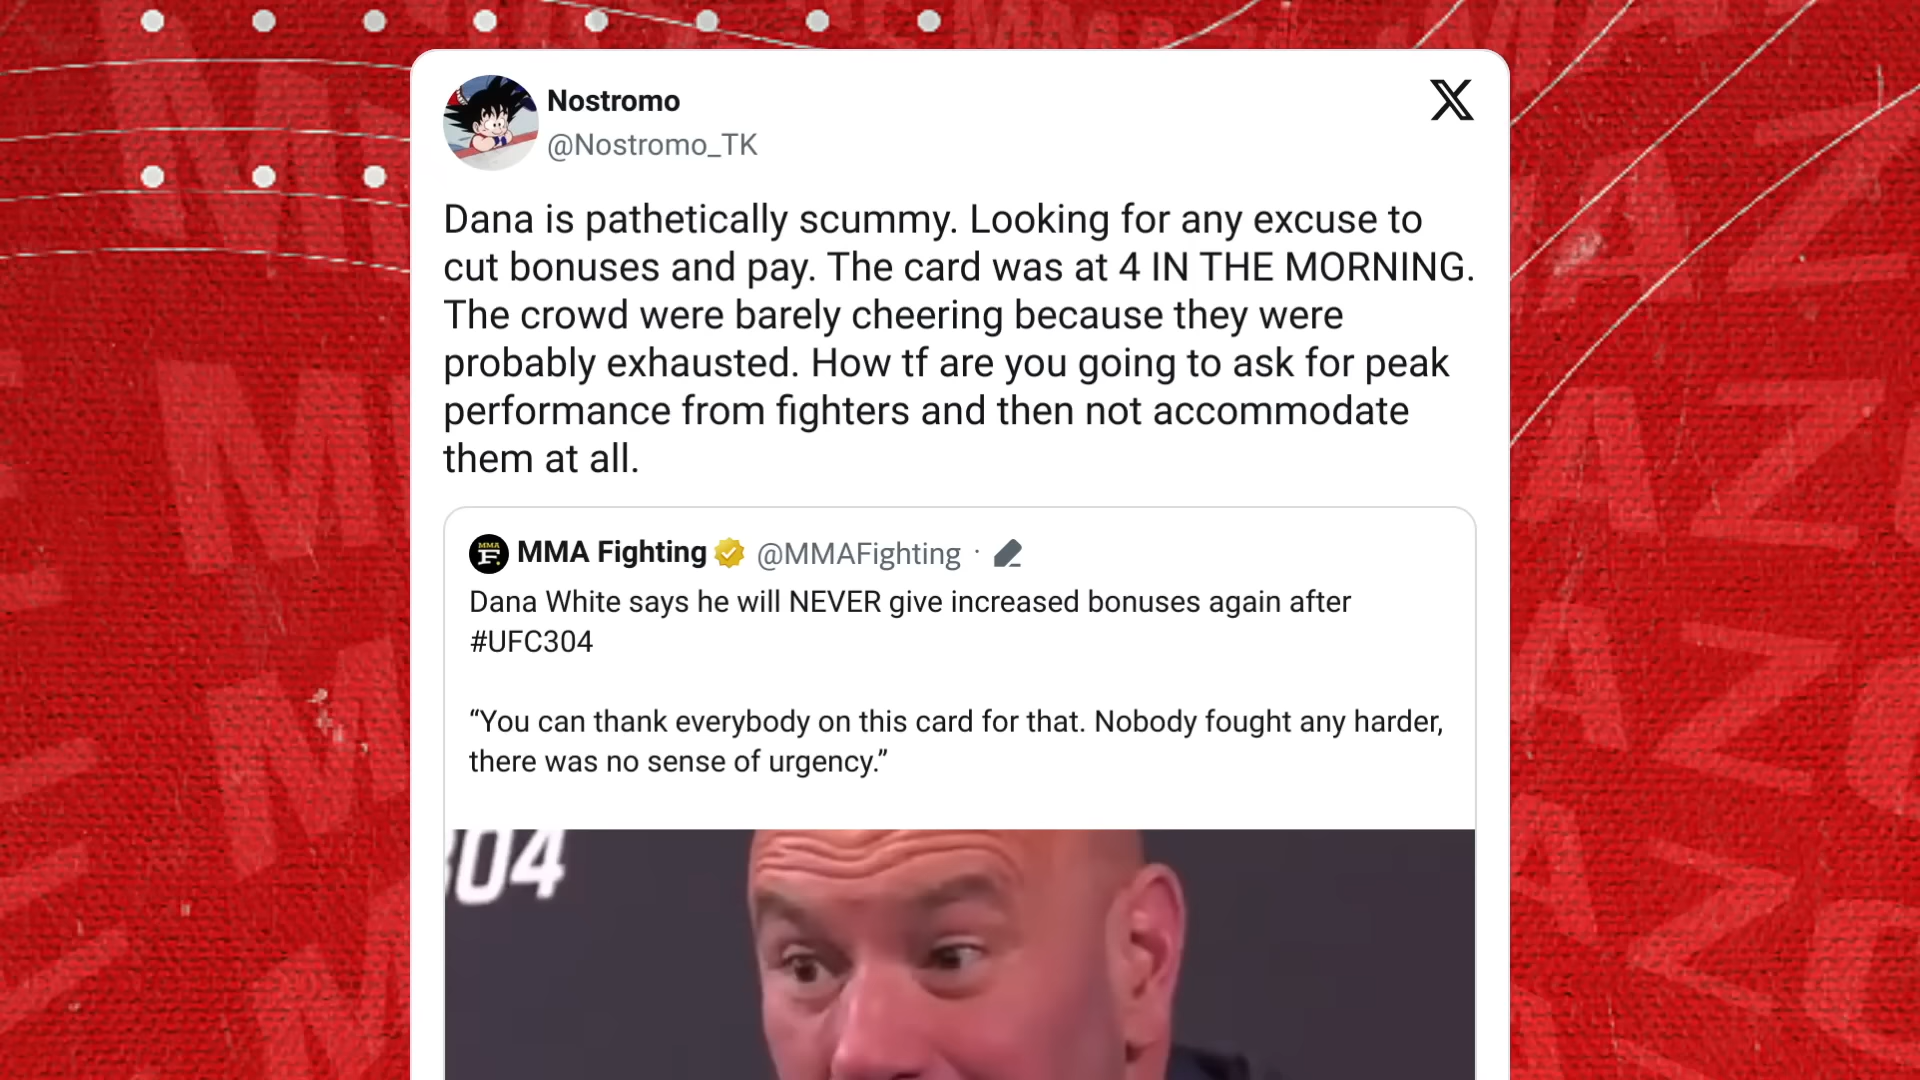 Nostromo
@Nostromo_TK
Dana is pathetically scummy. Looking for any excuse to
cut bonuses and pay. The card was at 4 IN THE MORNING.
The crowd were barely cheering because they were
probably exhausted. How tf are you going to ask for peak
performance from fighters and then not accommodate
them at all.
MMA Fighting @MMAFighting ·
Dana White says he will NEVER give increased bonuses again after
#UFC304
“You can thank everybody on this card for that. Nobody fought any harder,
there was no sense of urgency.”
304